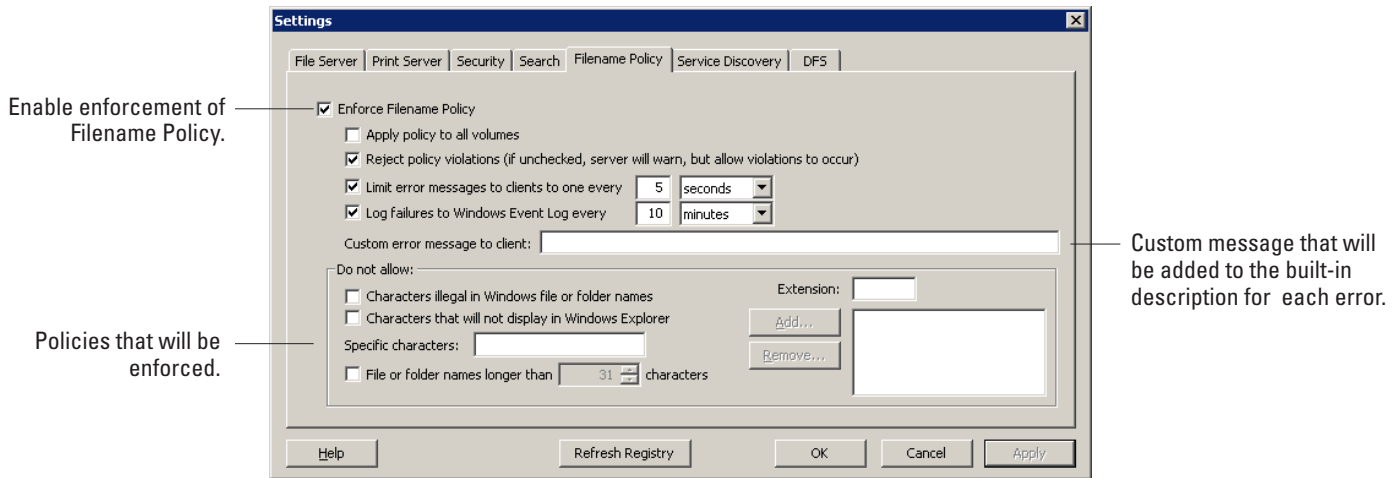 Settings
File Server Print Server Security Search Filename Policy Service Discovery DFS
Enable enforcement of
Filename Policy.
Enforce Filename Policy
Apply policy to all volumes
Reject policy violations (if unchecked, server will warn, but allow violations to occur)
Limit error messages to clients to one every 5 seconds
Log failures to Windows Event Log every 10 minutes
Custom error message to client:
Custom message that will
be added to the built-in
description for each error.
Do not allow:
Characters illegal in Windows file or folder names
Characters that will not display in Windows Explorer
Specific characters:
File or folder names longer than 31 characters
Extension:
Add...
Remove...
Policies that will be
enforced.
Help Refresh Registry OK Cancel Apply